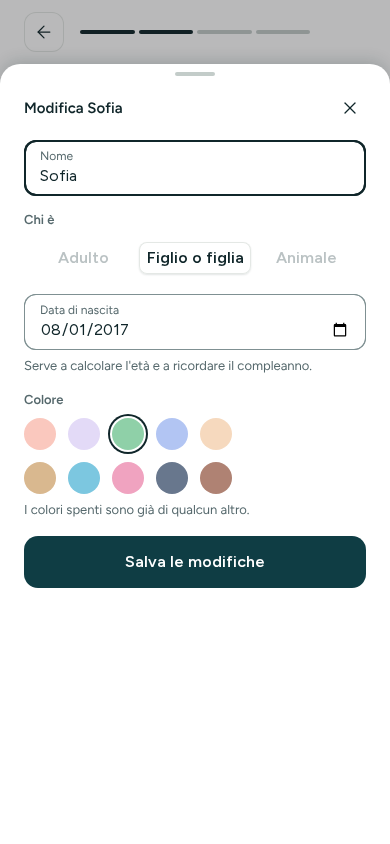 Modifica Sofia
Nome
Sofia
Chi è
Adulto
Figlio o figlia
Animale
Data di nascita
08/01/2017
Serve a calcolare l'età e a ricordare il compleanno.
Colore
I colori spenti sono già di qualcun altro.
Salva le modifiche